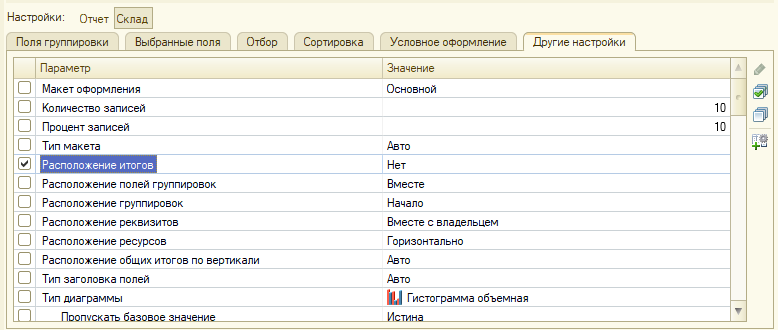 Настройки: Отчет Склад
Поля группировки Выбранные поля Отбор Сортировка Условное оформление Другие настройки
Параметр Значение
Макет оформления Основной
Количество записей 10
Процент записей 10
Тип макета Авто
Расположение итогов Нет
Расположение полей группировок Вместе
Расположение группировок Начало
Расположение реквизитов Вместе с владельцем
Расположение ресурсов Горизонтально
Расположение общих итогов по вертикали Авто
Тип заголовка полей Авто
Тип диаграммы Гистограмма объемная
Пропускать базовое значение Истина